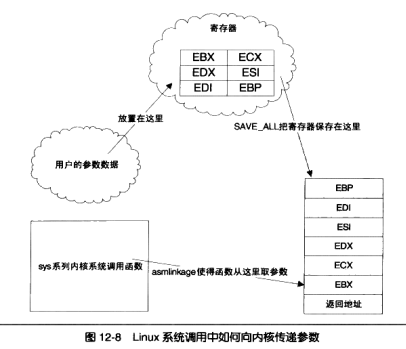 寄存器
EBX ECX
EDX ESI
EDI EBP
放置在这里
SAVE_ALL把寄存器保存在这里
用户的参数数据
EBP
EDI
ESI
EDX
ECX
EBX
返回地址
sys系列内核系统调用函数
asmlinkage使得函数从这里取参数
图 12-8 Linux 系统调用中如何向内核传递参数